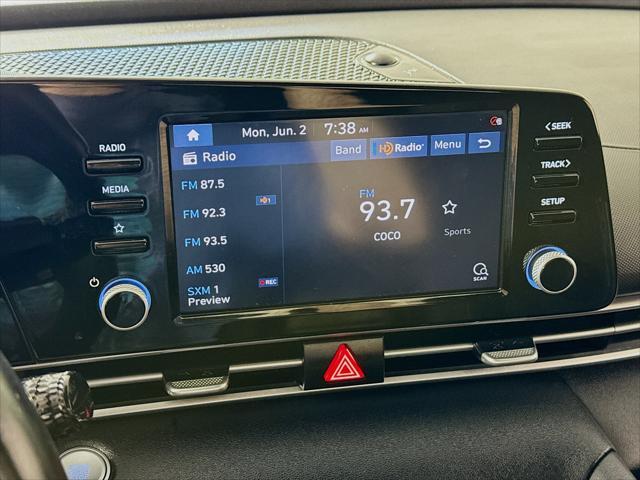 RADIO
MEDIA
Mon, Jun. 2 7:38 AM
Radio Band HD Radio Menu
FM 87.5
FM 92.3 HD1
FM 93.5
AM 530
SXM 1 REC
Preview
FM
93.7
COCO
Sports
SCAN
< SEEK
TRACK >
SETUP